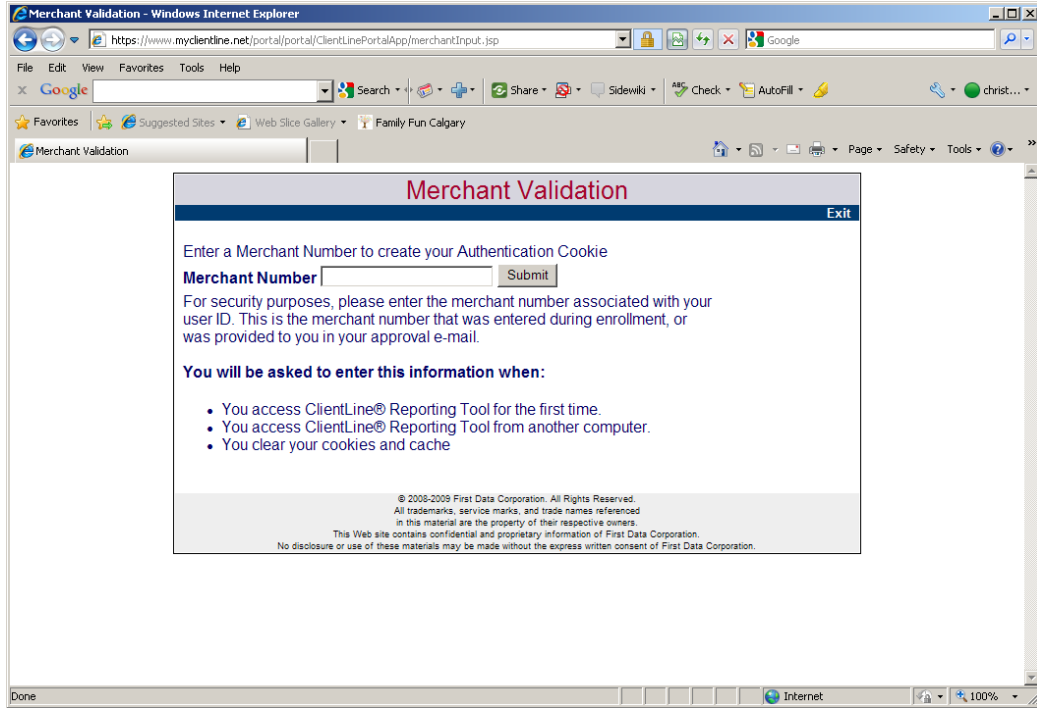 Merchant Validation - Windows Internet Explorer
https://www.myclientline.net/portal/portal/ClientLinePortalApp/merchantInput.jsp
Google
File Edit View Favorites Tools Help
x Google Search Share Sidewiki ABC Check AutoFill christ...
Favorites Suggested Sites Web Slice Gallery Family Fun Calgary
Merchant Validation Page Safety Tools »
Merchant Validation
Exit
Enter a Merchant Number to create your Authentication Cookie
Merchant Number Submit
For security purposes, please enter the merchant number associated with your
user ID. This is the merchant number that was entered during enrollment, or
was provided to you in your approval e-mail.
You will be asked to enter this information when:
• You access ClientLine® Reporting Tool for the first time.
• You access ClientLine® Reporting Tool from another computer.
• You clear your cookies and cache
© 2008-2009 First Data Corporation. All Rights Reserved.
All trademarks, service marks, and trade names referenced
in this material are the property of their respective owners.
This Web site contains confidential and proprietary information of First Data Corporation.
No disclosure or use of these materials may be made without the express written consent of First Data Corporation.
Done Internet 100%